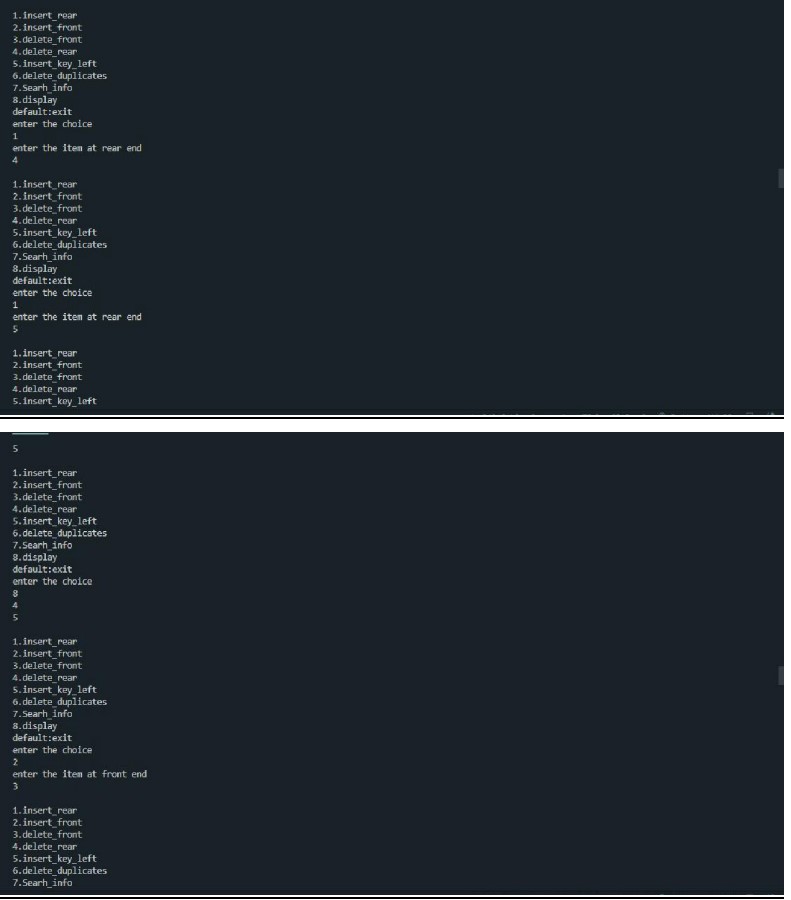 1.insert_rear
2.insert_front
3.delete_front
4.delete_rear
5.insert_key_left
6.delete_duplicates
7.Searh_info
8.display
default:exit
enter the choice
1
enter the item at rear end
4
1.insert_rear
2.insert_front
3.delete_front
4.delete_rear
5.insert_key_left
6.delete_duplicates
7.Searh_info
8.display
default:exit
enter the choice
1
enter the item at rear end
5
1.insert_rear
2.insert_front
3.delete_front
4.delete_rear
5.insert_key_left
5
1.insert_rear
2.insert_front
3.delete_front
4.delete_rear
5.insert_key_left
6.delete_duplicates
7.Searh_info
8.display
default:exit
enter the choice
8
4
5
1.insert_rear
2.insert_front
3.delete_front
4.delete_rear
5.insert_key_left
6.delete_duplicates
7.Searh_info
8.display
default:exit
enter the choice
2
enter the item at front end
3
1.insert_rear
2.insert_front
3.delete_front
4.delete_rear
5.insert_key_left
6.delete_duplicates
7.Searh_info